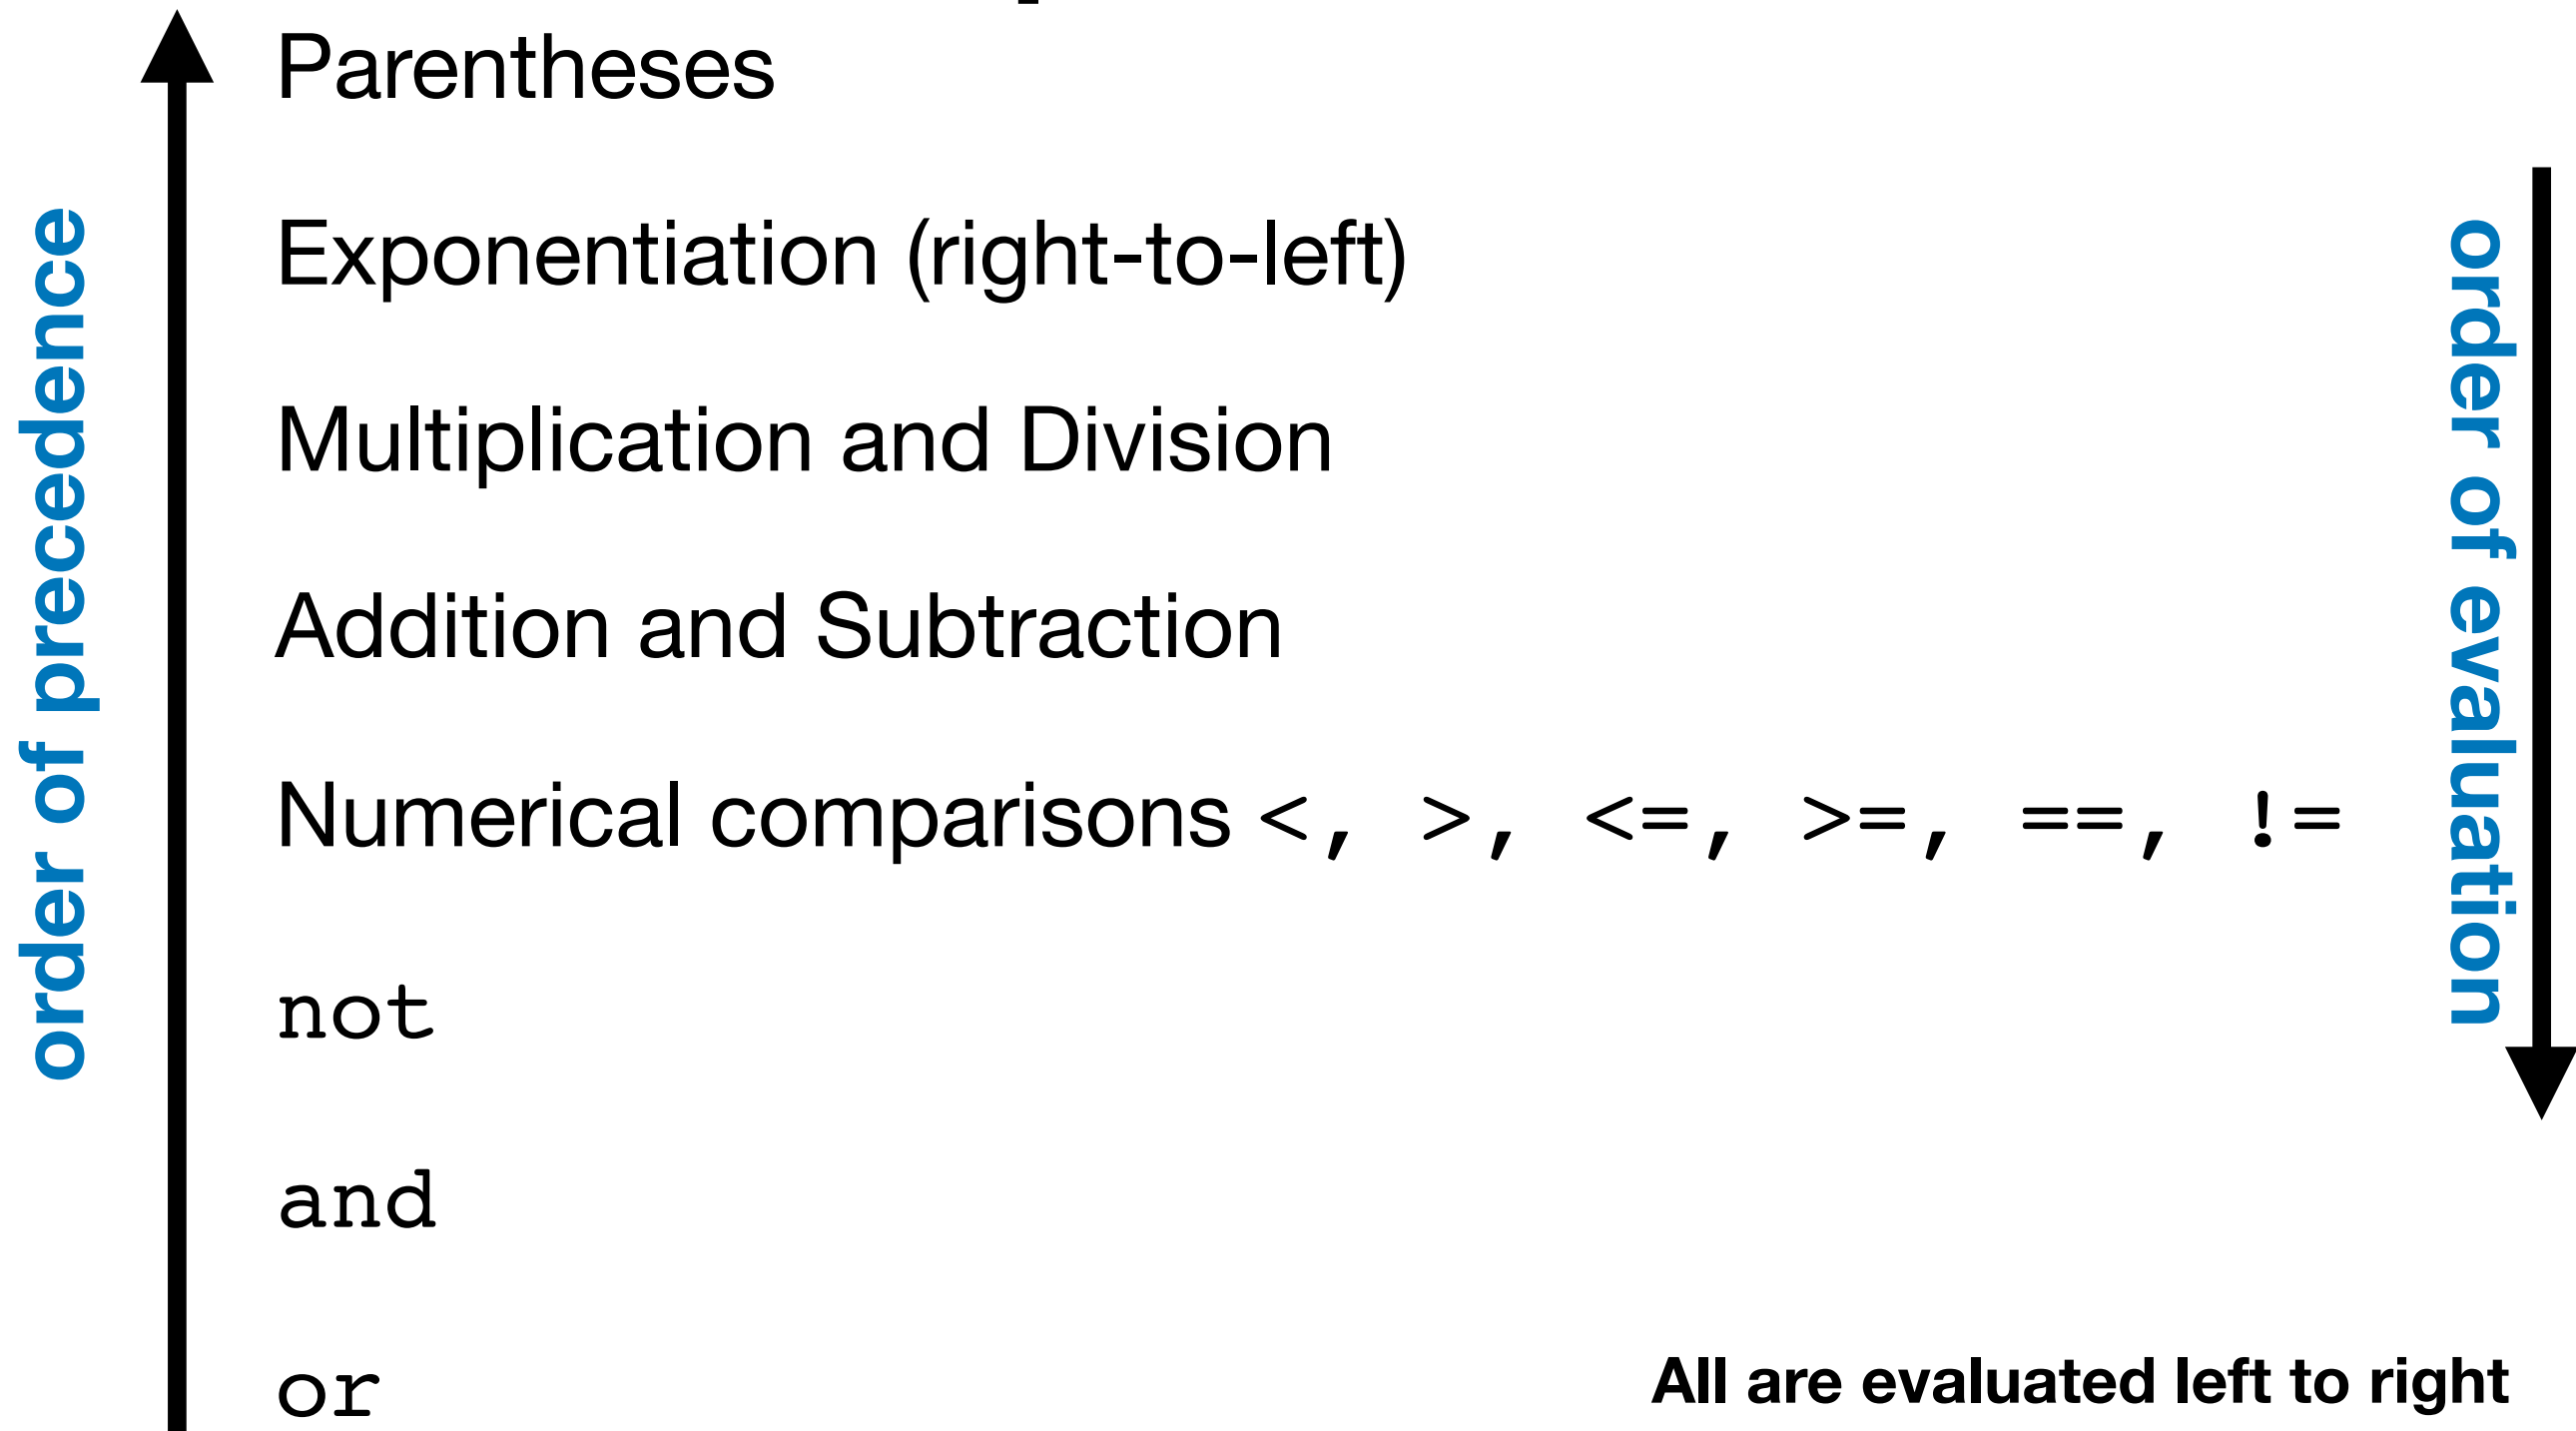 Parentheses
Exponentiation (right-to-left)
Multiplication and Division
Addition and Subtraction
Numerical comparisons <, >, <=, >=, ==, !=
not
and
or
order of precedence
order of evaluation
All are evaluated left to right